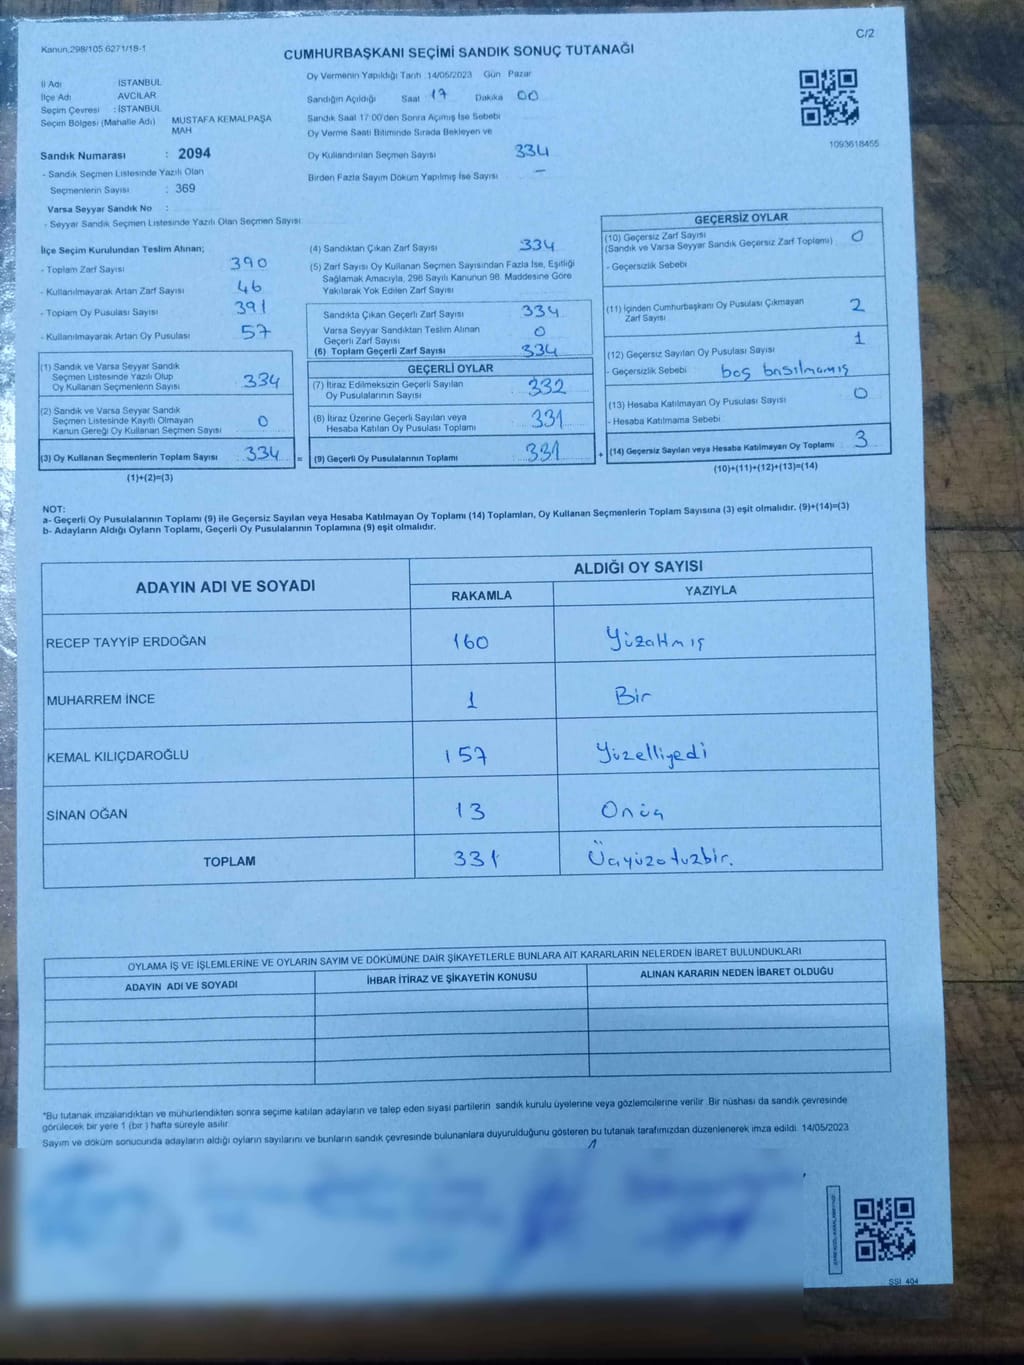 Kanun,298/105 6271/18-1
C/2
CUMHURBAŞKANI SEÇİMİ SANDIK SONUÇ TUTANAĞI
İl Adı : İSTANBUL
İlçe Adı : AVCILAR
Seçim Çevresi : İSTANBUL
Seçim Bölgesi (Mahalle Adı) MUSTAFA KEMALPAŞA MAH
Sandık Numarası : 2094
- Sandık Seçmen Listesinde Yazılı Olan
Seçmenlerin Sayısı : 369
Varsa Seyyar Sandık No :
- Seyyar Sandık Seçmen Listesinde Yazılı Olan Seçmen Sayısı
Oy Vermenin Yapıldığı Tarih 14/05/2023 Gün Pazar
Sandığın Açıldığı Saat 17 Dakika 00
Sandık Saat 17:00'den Sonra Açılmış İse Sebebi
Oy Verme Saati Bitiminde Sırada Bekleyen ve
Oy Kullandırılan Seçmen Sayısı 334
Birden Fazla Sayım Döküm Yapılmış İse Sayısı —
1093618455
İlçe Seçim Kurulundan Teslim Alınan;
- Toplam Zarf Sayısı 390
- Kullanılmayarak Artan Zarf Sayısı 46
- Toplam Oy Pusulası Sayısı 391
- Kullanılmayarak Artan Oy Pusulası 57
(1) Sandık ve Varsa Seyyar Sandık
Seçmen Listesinde Yazılı Olup
Oy Kullanan Seçmenlerin Sayısı 334
(2) Sandık ve Varsa Seyyar Sandık
Seçmen Listesinde Kayıtlı Olmayan
Kanun Gereği Oy Kullanan Seçmen Sayısı 0
(3) Oy Kullanan Seçmenlerin Toplam Sayısı 334 =
(1)+(2)=(3)
(4) Sandıktan Çıkan Zarf Sayısı 334
(5) Zarf Sayısı Oy Kullanan Seçmen Sayısından Fazla İse, Eşitliği
Sağlamak Amacıyla, 298 Sayılı Kanunun 98. Maddesine Göre
Yakılarak Yok Edilen Zarf Sayısı
Sandıkta Çıkan Geçerli Zarf Sayısı 334
Varsa Seyyar Sandıktan Teslim Alınan
Geçerli Zarf Sayısı 0
(6) Toplam Geçerli Zarf Sayısı 334
GEÇERLİ OYLAR
(7) İtiraz Edilmeksizin Geçerli Sayılan
Oy Pusulalarının Sayısı 332
(8) İtiraz Üzerine Geçerli Sayılan veya
Hesaba Katılan Oy Pusulası Toplamı 331
(9) Geçerli Oy Pusulalarının Toplamı 331 +
GEÇERSİZ OYLAR
(10) Geçersiz Zarf Sayısı
(Sandık ve Varsa Seyyar Sandık Geçersiz Zarf Toplamı) 0
- Geçersizlik Sebebi
(11) İçinden Cumhurbaşkanı Oy Pusulası Çıkmayan
Zarf Sayısı 2
(12) Geçersiz Sayılan Oy Pusulası Sayısı 1
- Geçersizlik Sebebi boş basılmamış
(13) Hesaba Katılmayan Oy Pusulası Sayısı 0
- Hesaba Katılmama Sebebi
(14) Geçersiz Sayılan veya Hesaba Katılmayan Oy Toplamı 3
(10)+(11)+(12)+(13)=(14)
NOT:
a- Geçerli Oy Pusulalarının Toplamı (9) ile Geçersiz Sayılan veya Hesaba Katılmayan Oy Toplamı (14) Toplamları, Oy Kullanan Seçmenlerin Toplam Sayısına (3) eşit olmalıdır. (9)+(14)=(3)
b- Adayların Aldığı Oyların Toplamı, Geçerli Oy Pusulalarının Toplamına (9) eşit olmalıdır.
ADAYIN ADI VE SOYADI
ALDIĞI OY SAYISI
RAKAMLA YAZIYLA
RECEP TAYYİP ERDOĞAN 160 Yüzaltmış
MUHARREM İNCE 1 Bir
KEMAL KILIÇDAROĞLU 157 Yüzelliyedi
SİNAN OĞAN 13 Onüç
TOPLAM 331 Üçyüzotuzbir.
OYLAMA İŞ VE İŞLEMLERİNE VE OYLARIN SAYIM VE DÖKÜMÜNE DAİR ŞİKAYETLERLE BUNLARA AİT KARARLARIN NELERDEN İBARET BULUNDUKLARI
ADAYIN ADI VE SOYADI İHBAR İTİRAZ VE ŞİKAYETİN KONUSU ALINAN KARARIN NEDEN İBARET OLDUĞU
*Bu tutanak imzalandıktan ve mühürlendikten sonra seçime katılan adayların ve talep eden siyasi partilerin sandık kurulu üyelerine veya gözlemcilerine verilir. Bir nüshası da sandık çevresinde
görülecek bir yere 1 (bir ) hafta süreyle asılır.
Sayım ve döküm sonucunda adayların aldığı oyların sayılarını ve bunların sandık çevresinde bulunanlara duyurulduğunu gösteren bu tutanak tarafımızdan düzenlenerek imza edildi. 14/05/2023
SSİ 404